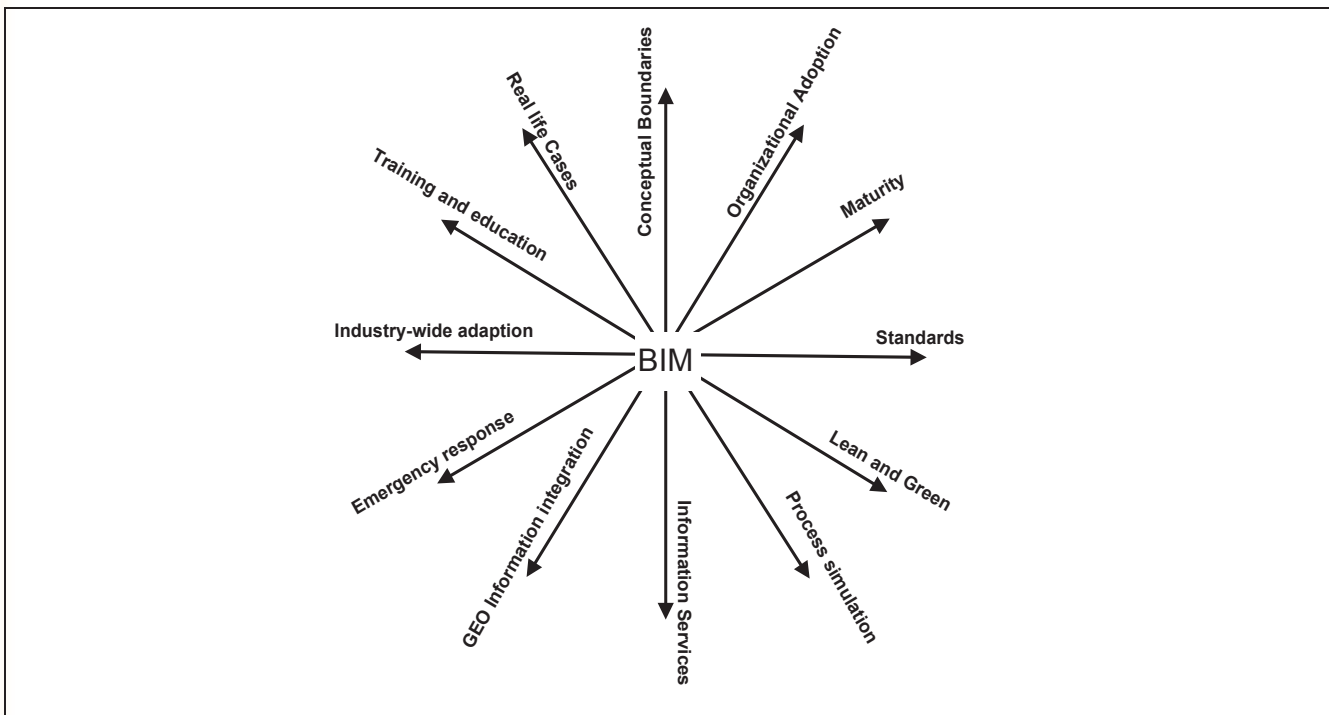 Conceptual Boundaries
Organizational Adoption
Maturity
Standards
Lean and Green
Process simulation
Information Services
GEO Information integration
Emergency response
Industry-wide adaption
Training and education
Real life Cases
BIM